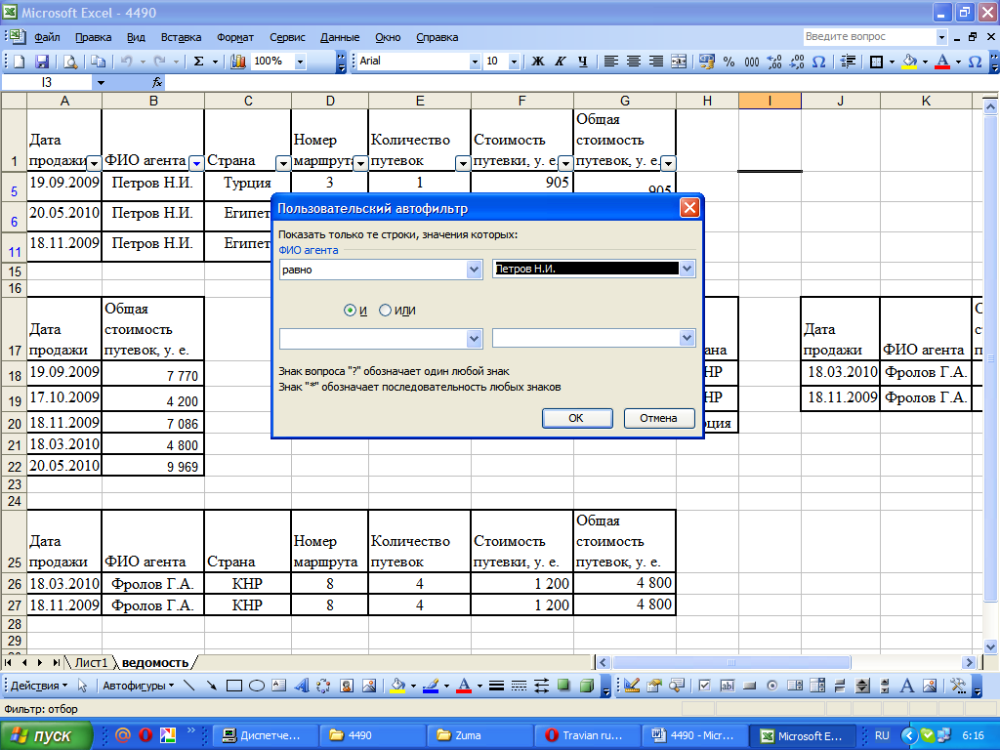 Microsoft Excel - 4490
Файл Правка Вид Вставка Формат Сервис Данные Окно Справка Введите вопрос
Σ 100% Arial 10 Ж К Ч % 000 Ω А Ω
I3 fx
A B C D E F G H I J K
1 Дата продажи ФИО агента Страна Номер маршрута Количество путевок Стоимость путевки, у. е. Общая стоимость путевок, у. е.
5 19.09.2009 Петров Н.И. Турция 3 1 905 905
6 20.05.2010 Петров Н.И. Египет
11 18.11.2009 Петров Н.И. Египет
15
16
17 Дата продажи Общая стоимость путевок, у. е. Дата продажи ФИО агента
18 19.09.2009 7 770 18.03.2010 Фролов Г.А.
19 17.10.2009 4 200 18.11.2009 Фролов Г.А.
20 18.11.2009 7 086
21 18.03.2010 4 800
22 20.05.2010 9 969
23
24
25 Дата продажи ФИО агента Страна Номер маршрута Количество путевок Стоимость путевки, у. е. Общая стоимость путевок, у. е.
26 18.03.2010 Фролов Г.А. КНР 8 4 1 200 4 800
27 18.11.2009 Фролов Г.А. КНР 8 4 1 200 4 800
28
29
Пользовательский автофильтр
Показать только те строки, значения которых:
ФИО агента
равно Петров Н.И.
И ИЛИ
Знак вопроса "?" обозначает один любой знак
Знак "*" обозначает последовательность любых знаков
ОК Отмена
Лист1 ведомость
Действия Автофигуры
Фильтр: отбор
пуск Диспетче... 4490 Zuma Travian ru... 4490 - Micr... Microsoft E... RU 6:16